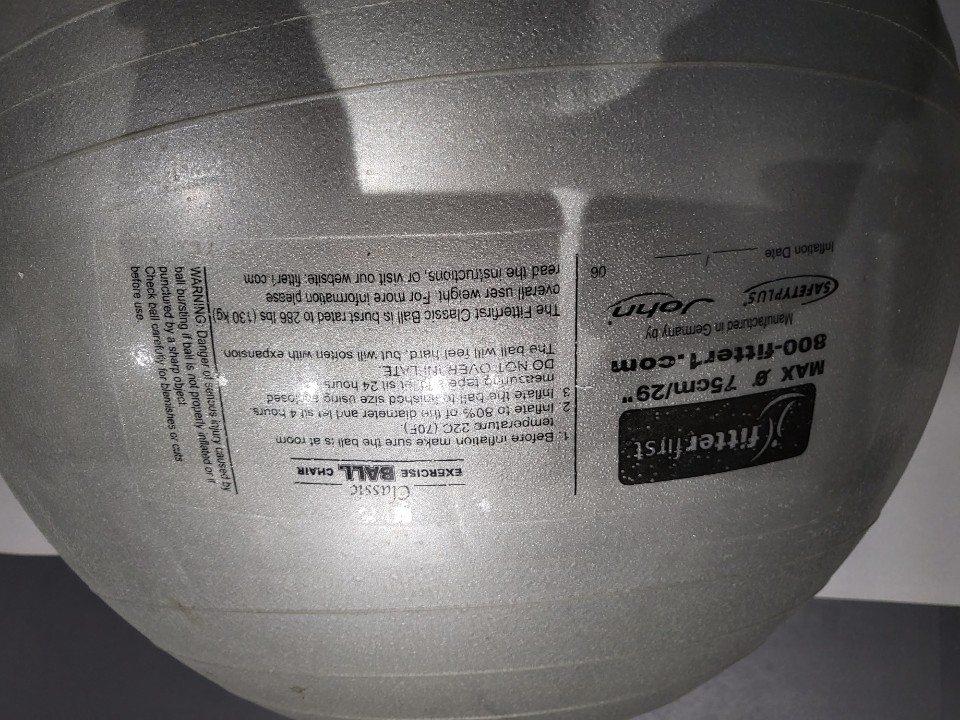 fitterfirst
MAX ø 75cm/29"
800-fitter1.com
Manufactured in Germany by
SAFETYPLUS John
06
Inflation Date ____ / ____
Classic
EXERCISE BALL CHAIR
1. Before inflation make sure the ball is at room
temperature 22C (70F)
2 Inflate to 80% of the diameter and let sit 4 hours
3 Inflate the ball to finished size using enclosed
measuring tape & let sit 24 hours
DO NOT OVER INFLATE
The ball will feel hard, but will soften with expansion
The Fitterfirst Classic Ball is burst rated to 286 lbs (130 kg)
overall user weight. For more information please
read the instructions, or visit our website: fitter1.com
WARNING: Danger of serious injury caused by
ball bursting if ball is not properly inflated or if
punctured by a sharp object.
Check ball carefully for blemishes or cuts
before use.